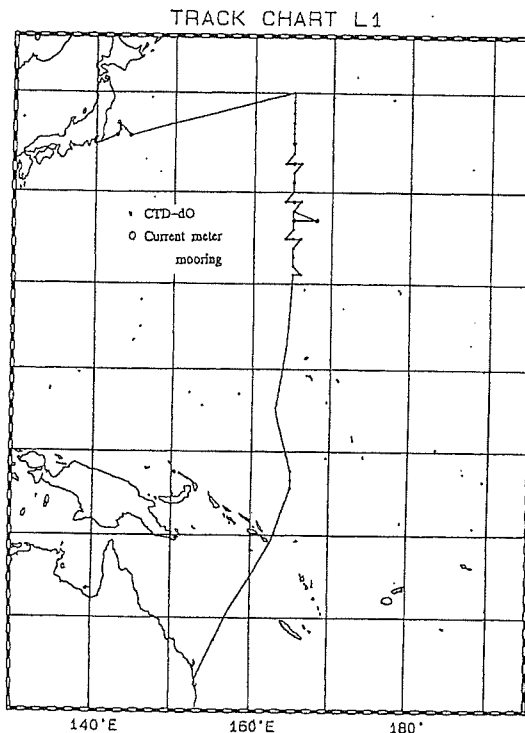 TRACK CHART L1
CTD-dO
Current meter
mooring
140°E
160°E
180°